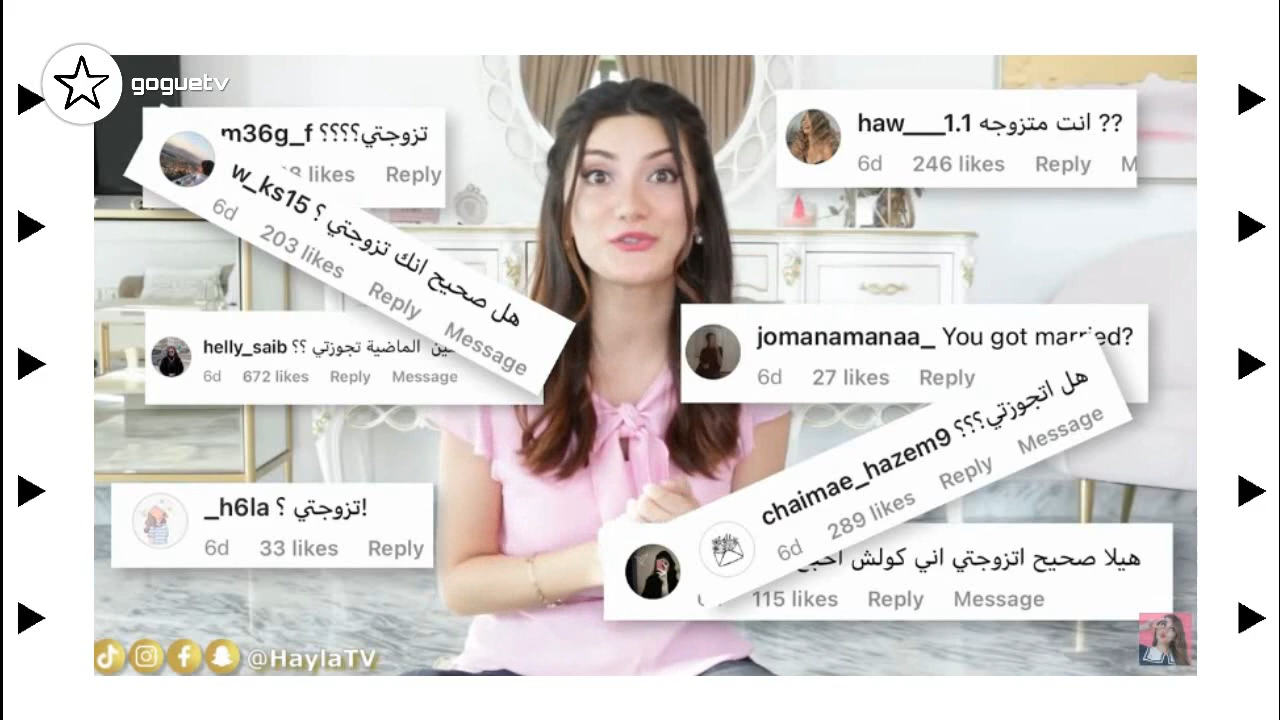 goguetv
m36g_f تزوجتي؟؟؟؟
likes Reply
w_ks15 هل صحيح انك تزوجتي ؟
6d 203 likes Reply Message
haw___1.1 انت متزوجه ??
6d 246 likes Reply M
helly_saib الماضية تجوزتي ؟؟
6d 672 likes Reply Message
jomanamanaa_ You got married?
6d 27 likes Reply
chaimae_hazem9 هل اتجوزتي؟؟؟
6d 289 likes Reply Message
_h6la تزوجتي ؟!
6d 33 likes Reply
هيلا صحيح اتزوجتي اني كولش
115 likes Reply Message
@HaylaTV